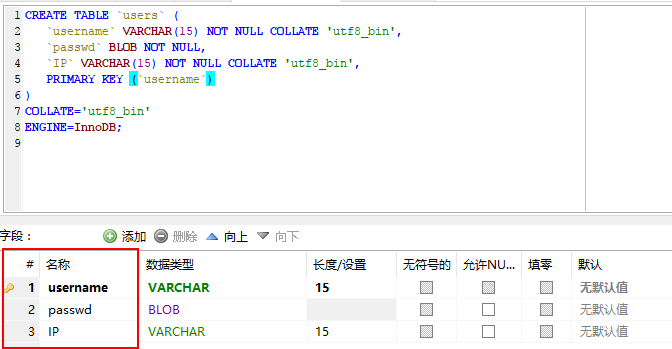 1 CREATE TABLE `users` (
2 `username` VARCHAR(15) NOT NULL COLLATE 'utf8_bin',
3 `passwd` BLOB NOT NULL,
4 `IP` VARCHAR(15) NOT NULL COLLATE 'utf8_bin',
5 PRIMARY KEY (`username`)
6 )
7 COLLATE='utf8_bin'
8 ENGINE=InnoDB;
9
字段： 添加 删除 向上 向下
# 名称 数据类型 长度/设置 无符号的 允许NU... 填零 默认
1 username VARCHAR 15 无默认值
2 passwd BLOB 无默认值
3 IP VARCHAR 15 无默认值